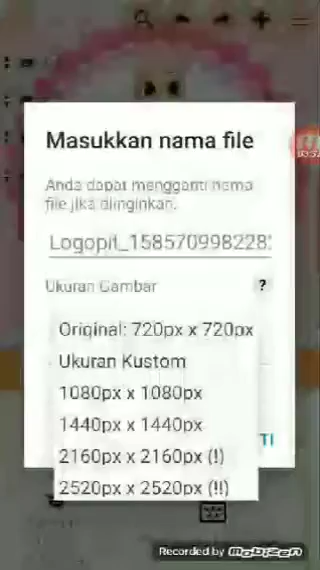 Masukkan nama file
Anda dapat mengganti nama
file jika diinginkan.
Logopit_158570998228
Ukuran Gambar
?
Original: 720px x 720px
Ukuran Kustom
1080px x 1080px
1440px x 1440px
TI
2160px x 2160px (!)
2520px x 2520px (!!)
Recorded by Mobizen